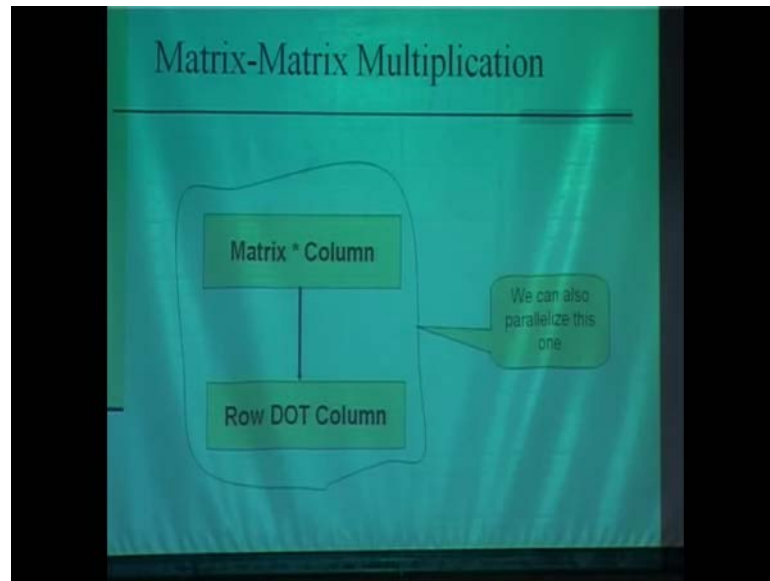 Matrix-Matrix Multiplication
Matrix * Column
We can also
parallelize this
one
Row DOT Column